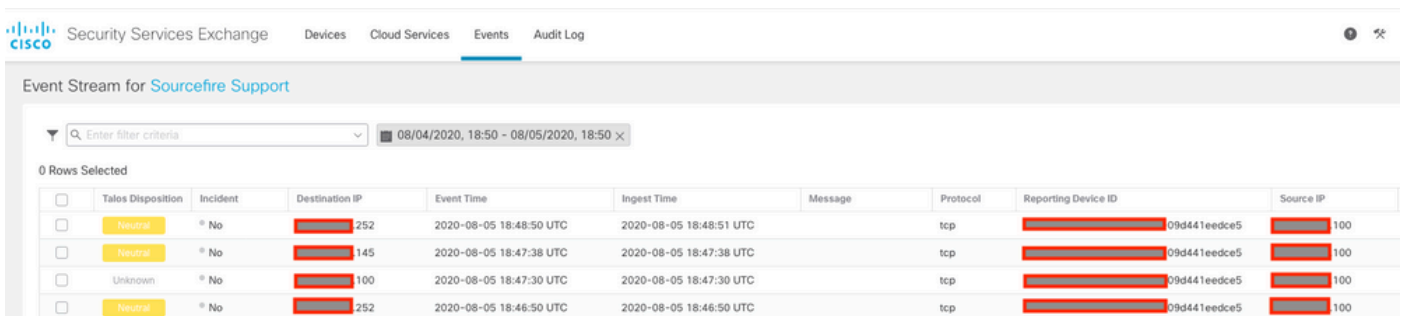 CISCO Security Services Exchange Devices Cloud Services Events Audit Log
Event Stream for Sourcefire Support
Enter filter criteria 08/04/2020, 18:50 - 08/05/2020, 18:50
0 Rows Selected
Talos Disposition Incident Destination IP Event Time Ingest Time Message Protocol Reporting Device ID Source IP
Neutral No .252 2020-08-05 18:48:50 UTC 2020-08-05 18:48:51 UTC tcp 09d441eedce5 .100
Neutral No .145 2020-08-05 18:47:38 UTC 2020-08-05 18:47:38 UTC tcp 09d441eedce5 .100
Unknown No .100 2020-08-05 18:47:30 UTC 2020-08-05 18:47:30 UTC tcp 09d441eedce5 .100
Neutral No .252 2020-08-05 18:46:50 UTC 2020-08-05 18:46:50 UTC tcp 09d441eedce5 .100